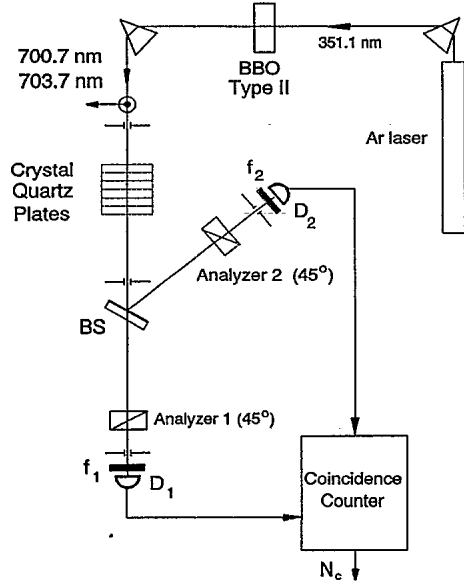 351.1 nm
700.7 nm
703.7 nm
BBO
Type II
Ar laser
Crystal
Quartz
Plates
f₂
D₂
Analyzer 2 (45°)
BS
Analyzer 1 (45°)
f₁
D₁
Coincidence
Counter
N꜀